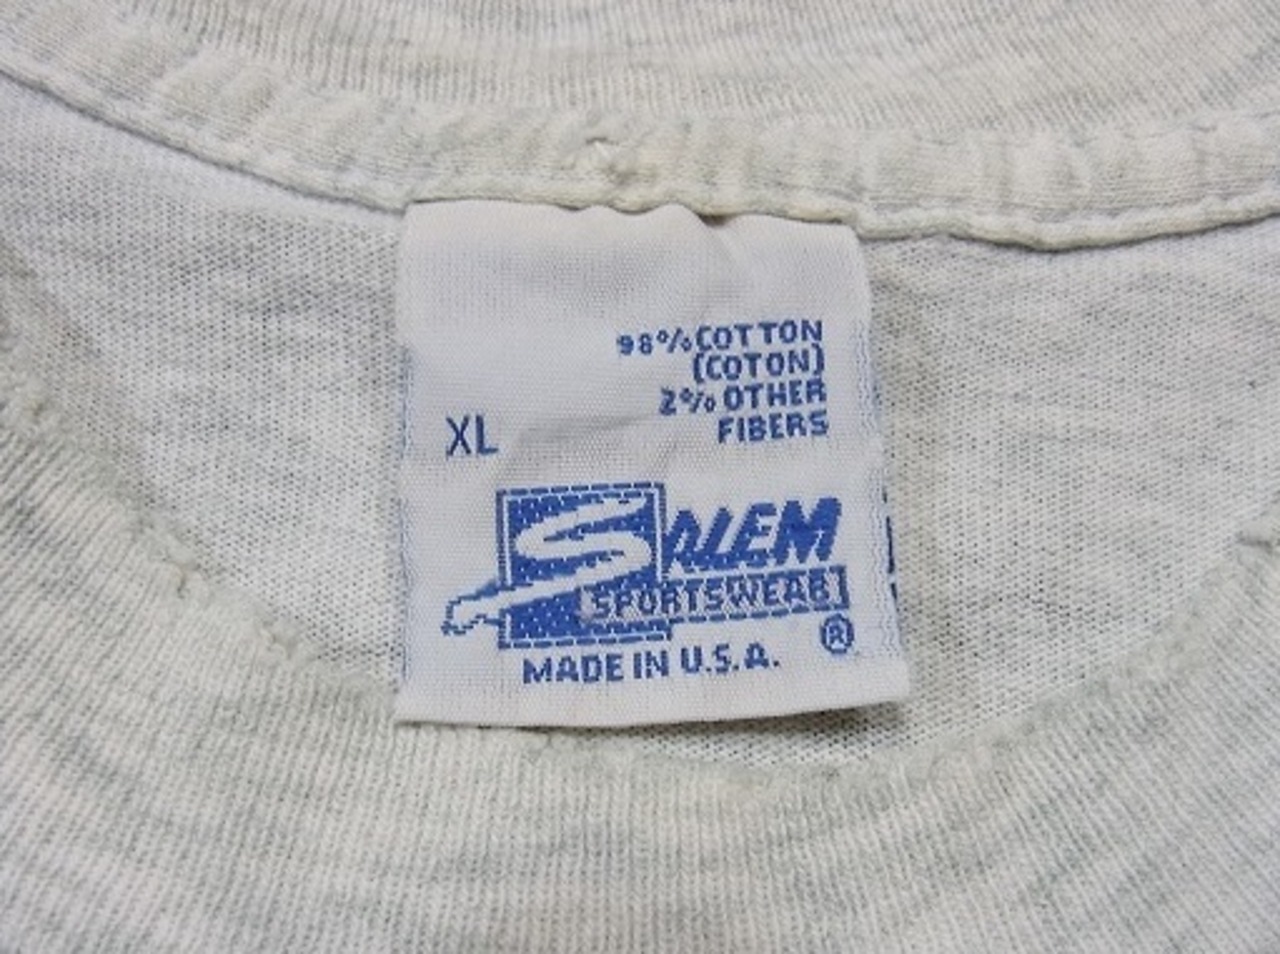 98% COTTON
(COTON)
2% OTHER
FIBERS
XL
SALEM
SPORTSWEAR
®
MADE IN U.S.A.